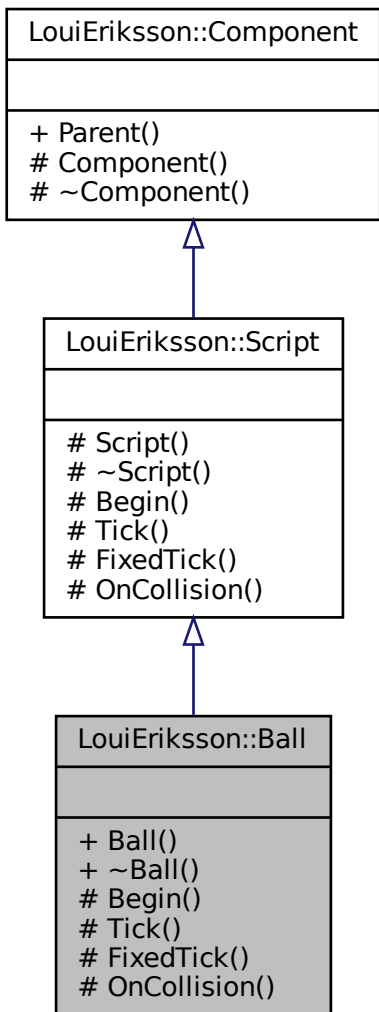 LouiEriksson::Component
+ Parent()
# Component()
# ~Component()
LouiEriksson::Script
# Script()
# ~Script()
# Begin()
# Tick()
# FixedTick()
# OnCollision()
LouiEriksson::Ball
+ Ball()
+ ~Ball()
# Begin()
# Tick()
# FixedTick()
# OnCollision()